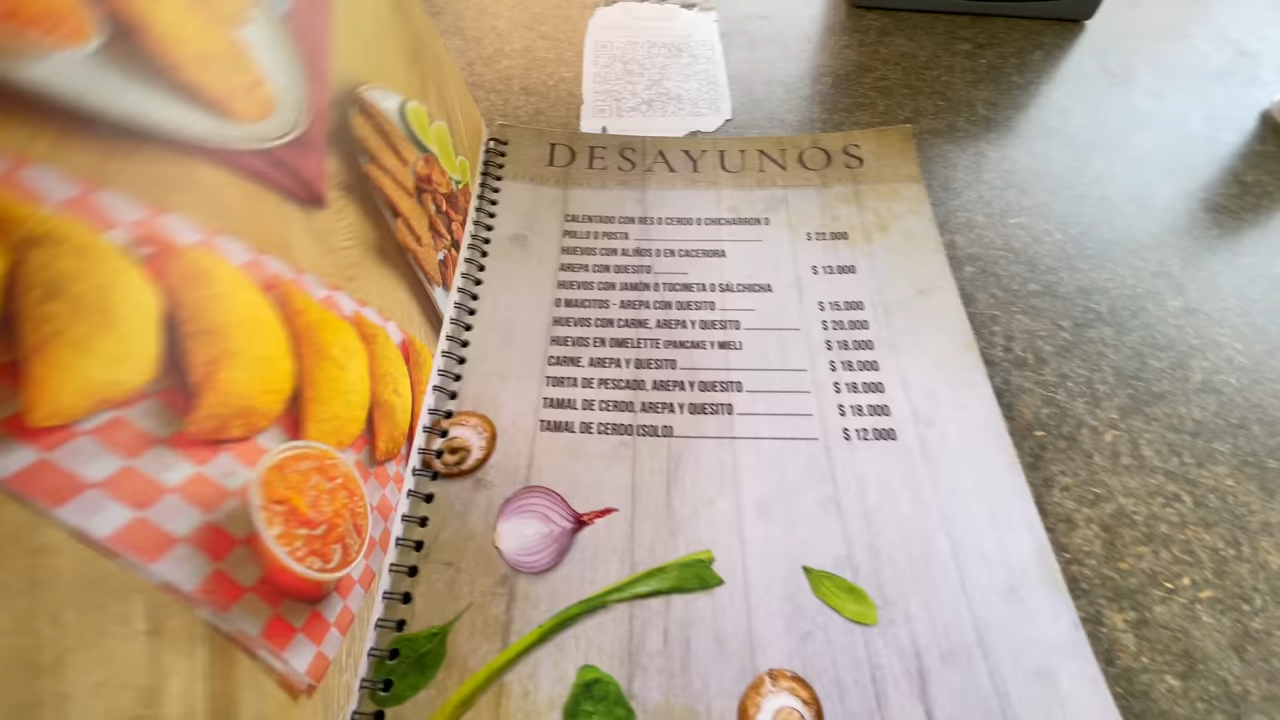 DESAYUNOS
CALENTADO CON RES O CERDO O CHICHARRON O
POLLO O POSTA $ 22.000
HUEVOS CON ALIÑOS O EN CACERORA
AREPA CON QUESITO $ 13.000
HUEVOS CON JAMÓN O TOCINETA O SALCHICHA
O MAICITOS - AREPA CON QUESITO $ 15.000
HUEVOS CON CARNE, AREPA Y QUESITO $ 20.000
HUEVOS EN OMELETTE (PANCAKE Y MIEL) $ 18.000
CARNE, AREPA Y QUESITO $ 18.000
TORTA DE PESCADO, AREPA Y QUESITO $ 18.000
TAMAL DE CERDO, AREPA Y QUESITO $ 18.000
TAMAL DE CERDO (SOLO) $ 12.000